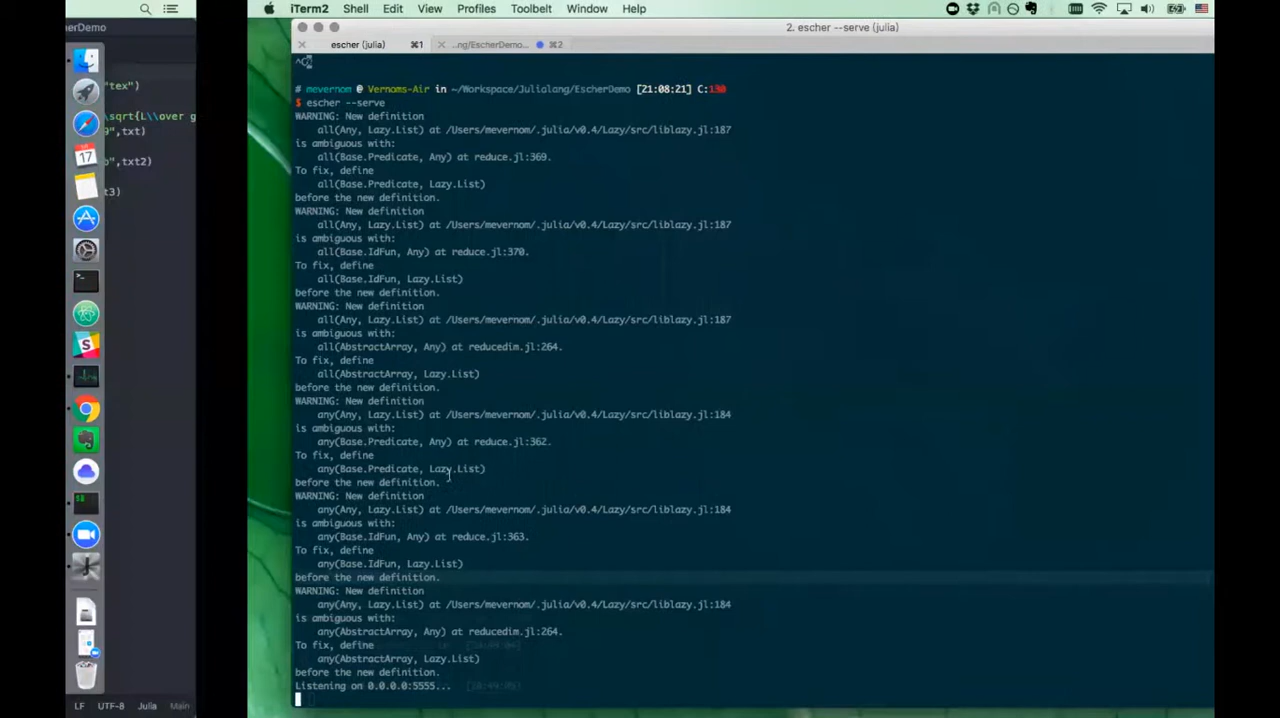 iTerm2 Shell Edit View Profiles Toolbelt Window Help
herDemo
2. escher --serve (julia)
escher (julia) ⌘1 ..ng/EscherDemo... ⌘2
^C
# mevernom @ Vernoms-Air in ~/Workspace/Julialang/EscherDemo [21:08:21] C:130
$ escher --serve
WARNING: New definition
all(Any, Lazy.List) at /Users/mevernom/.julia/v0.4/Lazy/src/liblazy.jl:187
is ambiguous with:
all(Base.Predicate, Any) at reduce.jl:369.
To fix, define
all(Base.Predicate, Lazy.List)
before the new definition.
WARNING: New definition
all(Any, Lazy.List) at /Users/mevernom/.julia/v0.4/Lazy/src/liblazy.jl:187
is ambiguous with:
all(Base.IdFun, Any) at reduce.jl:370.
To fix, define
all(Base.IdFun, Lazy.List)
before the new definition.
WARNING: New definition
all(Any, Lazy.List) at /Users/mevernom/.julia/v0.4/Lazy/src/liblazy.jl:187
is ambiguous with:
all(AbstractArray, Any) at reducedim.jl:264.
To fix, define
all(AbstractArray, Lazy.List)
before the new definition.
WARNING: New definition
any(Any, Lazy.List) at /Users/mevernom/.julia/v0.4/Lazy/src/liblazy.jl:184
is ambiguous with:
any(Base.Predicate, Any) at reduce.jl:362.
To fix, define
any(Base.Predicate, Lazy.List)
before the new definition.
WARNING: New definition
any(Any, Lazy.List) at /Users/mevernom/.julia/v0.4/Lazy/src/liblazy.jl:184
is ambiguous with:
any(Base.IdFun, Any) at reduce.jl:363.
To fix, define
any(Base.IdFun, Lazy.List)
before the new definition.
WARNING: New definition
any(Any, Lazy.List) at /Users/mevernom/.julia/v0.4/Lazy/src/liblazy.jl:184
is ambiguous with:
any(AbstractArray, Any) at reducedim.jl:264.
To fix, define
any(AbstractArray, Lazy.List)
before the new definition.
Listening on 0.0.0.0:5555...
"tex")
\sqrt{L\\over g
",txt)
",txt2)
t3)
17
LF UTF-8 Julia Main